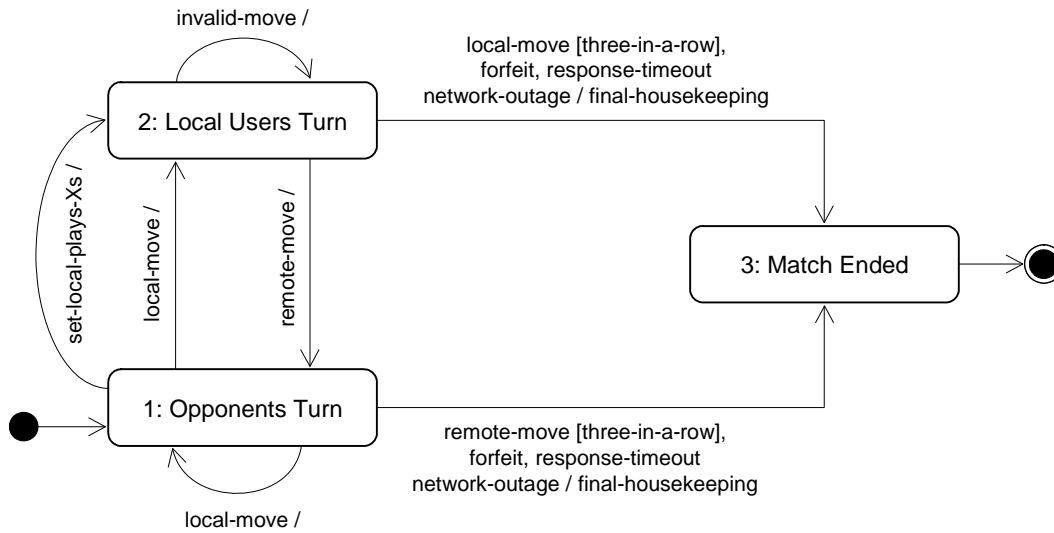 invalid-move /
local-move [three-in-a-row],
forfeit, response-timeout
network-outage / final-housekeeping
2: Local Users Turn
set-local-plays-Xs /
local-move /
remote-move /
3: Match Ended
1: Opponents Turn
remote-move [three-in-a-row],
forfeit, response-timeout
network-outage / final-housekeeping
local-move /